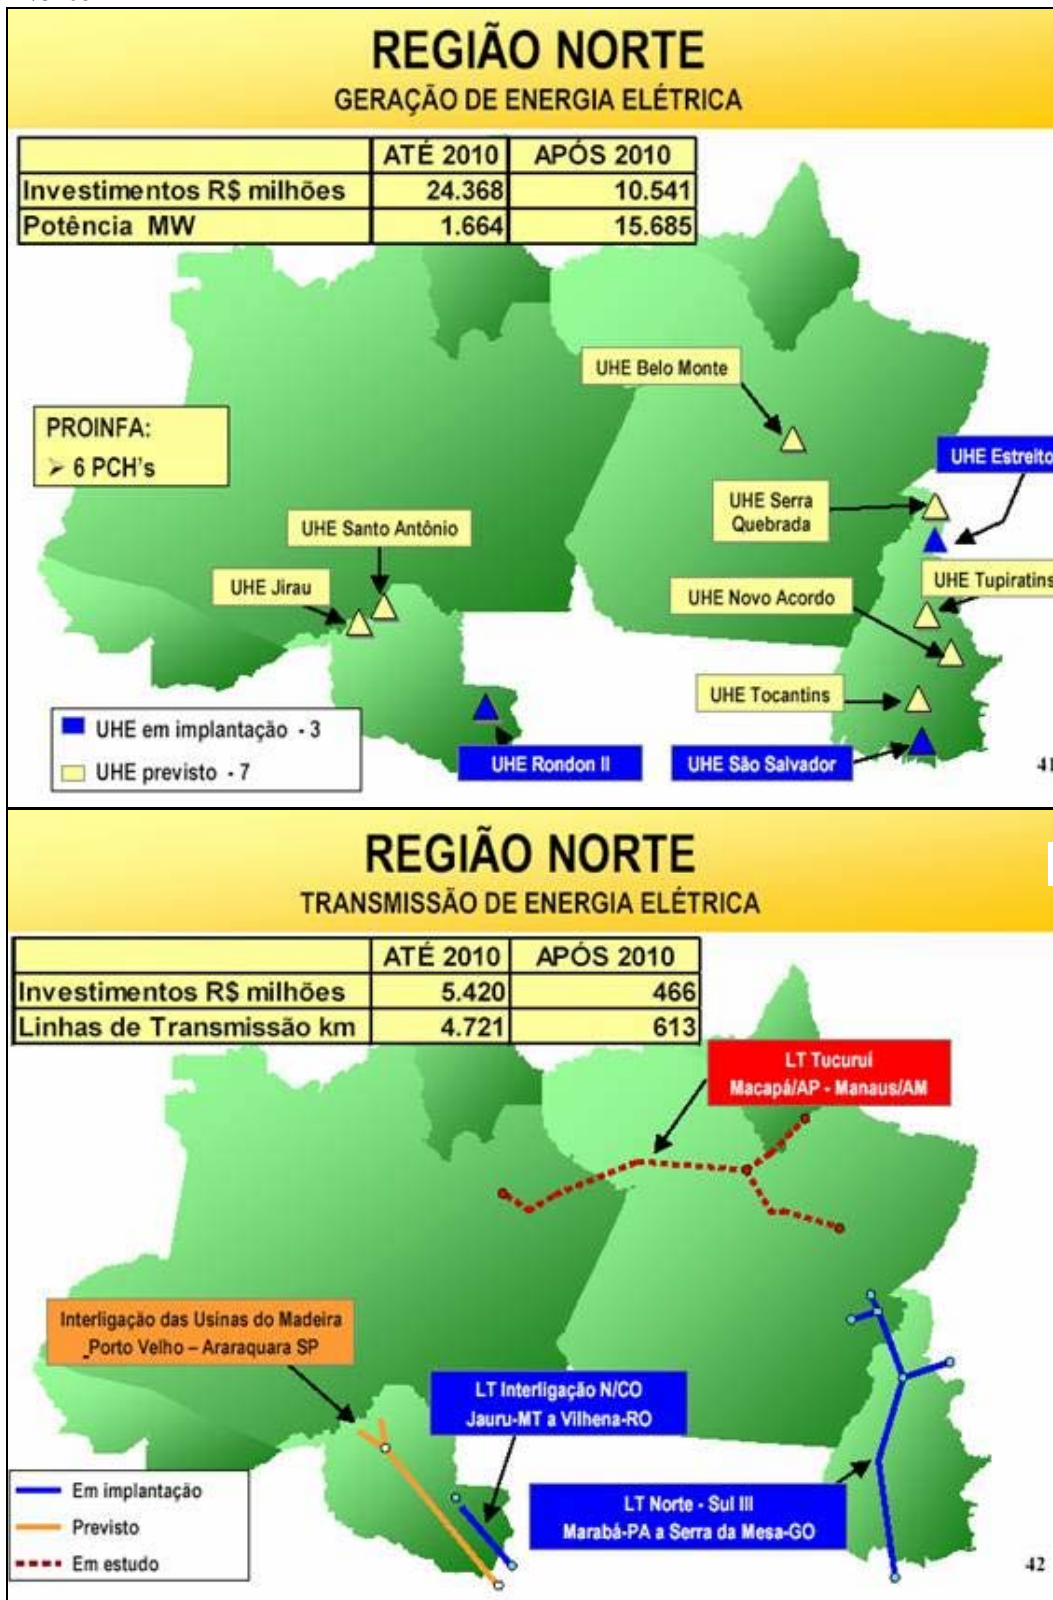 REGIÃO NORTE
GERAÇÃO DE ENERGIA ELÉTRICA
ATÉ 2010 APÓS 2010
Investimentos R$ milhões 24.368 10.541
Potência MW 1.664 15.685
UHE Belo Monte
PROINFA:
➢ 6 PCH's
UHE Estreito
UHE Serra
Quebrada
UHE Santo Antônio
UHE Jirau
UHE Tupiratins
UHE Novo Acordo
UHE Tocantins
UHE em implantação - 3
UHE previsto - 7
UHE Rondon II
UHE São Salvador
41
REGIÃO NORTE
TRANSMISSÃO DE ENERGIA ELÉTRICA
ATÉ 2010 APÓS 2010
Investimentos R$ milhões 5.420 466
Linhas de Transmissão km 4.721 613
LT Tucuruí
Macapá/AP - Manaus/AM
Interligação das Usinas do Madeira
_Porto Velho – Araraquara SP
LT Interligação N/CO
Jauru-MT a Vilhena-RO
Em implantação
Previsto
Em estudo
LT Norte - Sul III
Marabá-PA a Serra da Mesa-GO
42